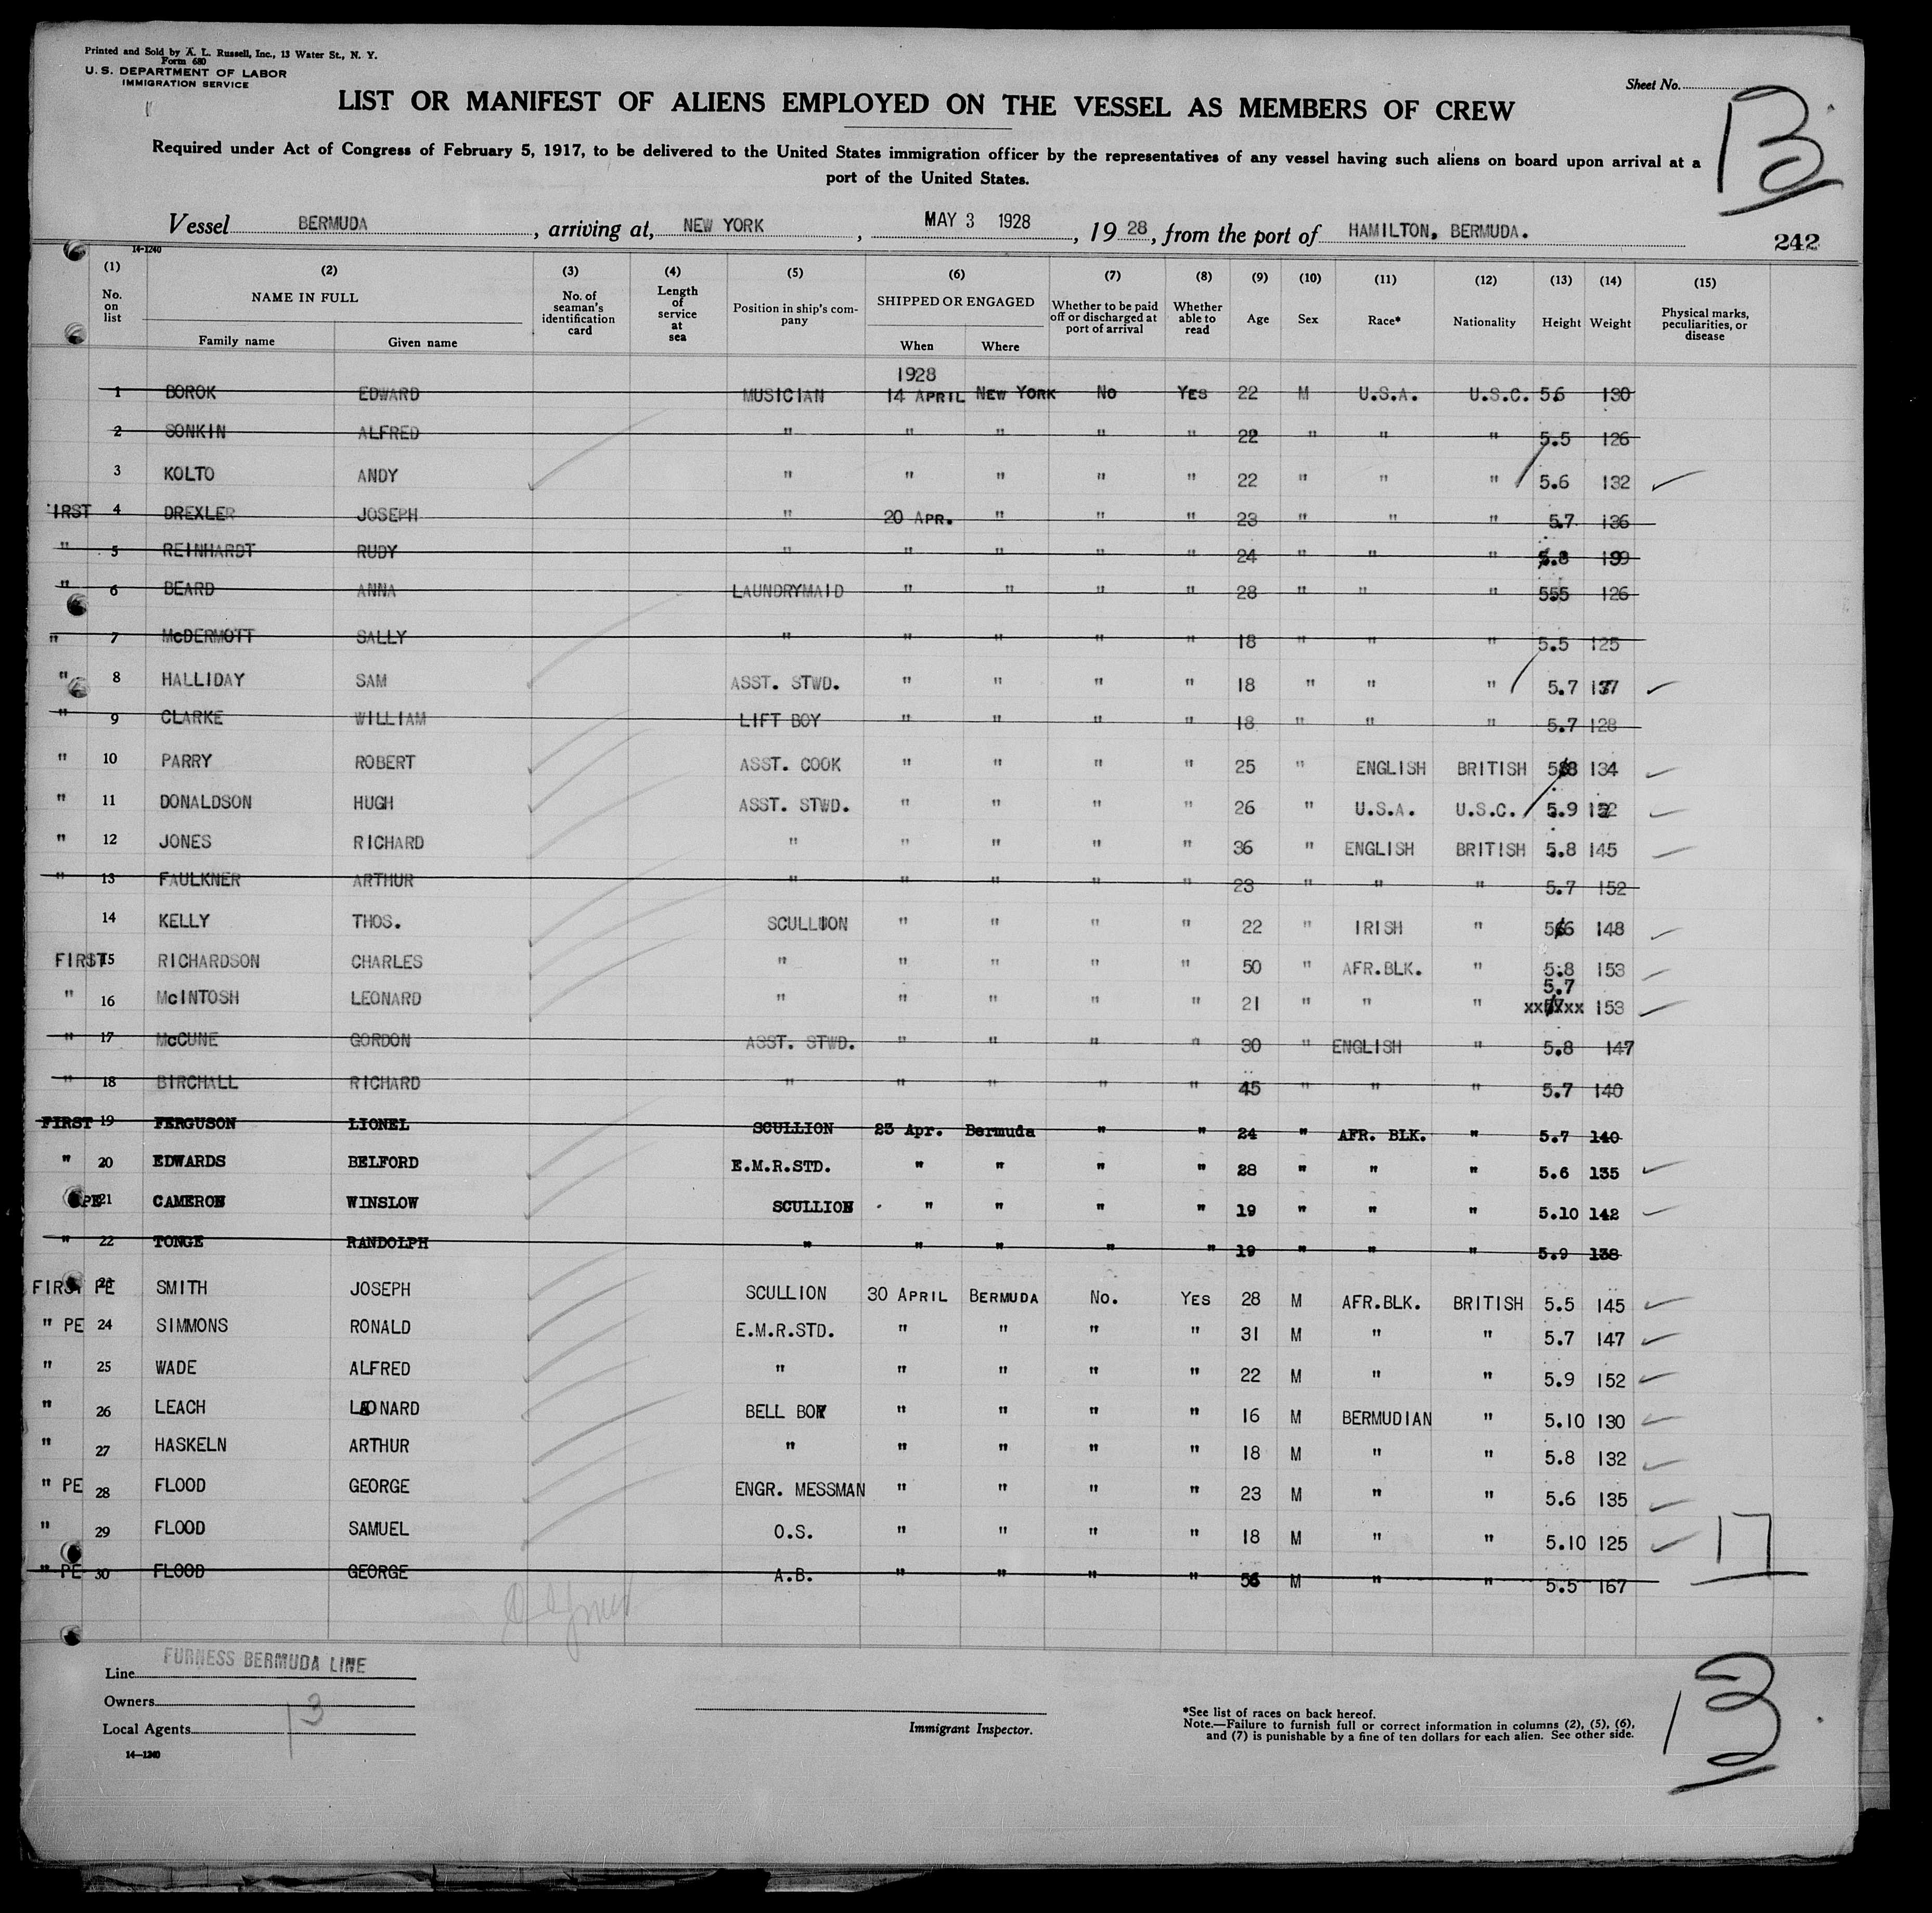 Printed and Sold by A. L. Russell, Inc., 13 Water St., N. Y.
Form 680
U. S. DEPARTMENT OF LABOR
IMMIGRATION SERVICE
Sheet No.
LIST OR MANIFEST OF ALIENS EMPLOYED ON THE VESSEL AS MEMBERS OF CREW
Required under Act of Congress of February 5, 1917, to be delivered to the United States immigration officer by the representatives of any vessel having such aliens on board upon arrival at a
port of the United States.
Vessel BERMUDA, arriving at, NEW YORK, MAY 3 1928, 19 28, from the port of HAMILTON, BERMUDA.
14-1240
242
(1) No. on list (2) NAME IN FULL Family name Given name (3) No. of seaman's identification card (4) Length of service at sea (5) Position in ship's company (6) SHIPPED OR ENGAGED When Where (7) Whether to be paid off or discharged at port of arrival (8) Whether able to read (9) Age (10) Sex (11) Race* (12) Nationality (13) Height (14) Weight (15) Physical marks, peculiarities, or disease
1928
1 BOROK EDWARD MUSICIAN 14 APRIL NEW YORK NO YES 22 M U.S.A. U.S.C. 5.6 130
2 SONKIN ALFRED " " " " " 22 " " " 5.5 126
3 KOLTO ANDY " " " " " 22 " " " 5.6 132
IRST 4 DREXLER JOSEPH " 20 APR. " " " 23 " " " 5.7 136
" 5 REINHARDT RUDY " " " " " 24 " " " 5.8
" 6 BEARD ANNA LAUNDRYMAID " " " " 28 " " " 555 126
" 7 McDERMOTT SALLY " " " " " 18 " " " 5.5 125
" 8 HALLIDAY SAM ASST. STWD. " " " " 18 " " " 5.7
" 9 CLARKE WILLIAM LIFT BOY " " " " 18 " " " 5.7 128
" 10 PARRY ROBERT ASST. COOK " " " " 25 " ENGLISH BRITISH 134
" 11 DONALDSON HUGH ASST. STWD. " " " " 26 " U.S.A. U.S.C. 5.9
" 12 JONES RICHARD " " " " " 36 " ENGLISH BRITISH 5.8 145
" 13 FAULKNER ARTHUR " " " " " 23 " " " 5.7 152
14 KELLY THOS. SCULLION " " " " 22 " IRISH " 148
FIRST 15 RICHARDSON CHARLES " " " " " 50 " AFR.BLK. " 5.8 153
5.7
" 16 McINTOSH LEONARD " " " " " 21 " " " 153
" 17 McCUNE GORDON ASST. STWD. " " " " 30 " ENGLISH " 5.8 147
" 18 BIRCHALL RICHARD " " " " " 45 " " " 5.7 140
FIRST 19 FERGUSON LIONEL SCULLION 23 Apr. Bermuda " " 24 " AFR. BLK. " 5.7 140
" 20 EDWARDS BELFORD E.M.R.STD. " " " " 28 " " " 5.6 135
PE 21 CAMERON WINSLOW SCULLION " " " " 19 " " " 5.10 142
" 22 TONGE RANDOLPH " " " " " 19 " " " 5.9 138
FIRST PE 23 SMITH JOSEPH SCULLION 30 APRIL BERMUDA NO. YES 28 M AFR.BLK. BRITISH 5.5 145
" PE 24 SIMMONS RONALD E.M.R.STD. " " " " 31 M " " 5.7 147
" 25 WADE ALFRED " " " " " 22 M " " 5.9 152
" 26 LEACH LEONARD BELL BOY " " " " 16 M BERMUDIAN " 5.10 130
" 27 HASKELN ARTHUR " " " " " 18 M " " 5.8 132
" PE 28 FLOOD GEORGE ENGR. MESSMAN " " " " 23 M " " 5.6 135
" 29 FLOOD SAMUEL O.S. " " " " 18 M " " 5.10 125
17
" PE 30 FLOOD GEORGE A.B. " " " " 56 M " " 5.5 167
Line FURNESS BERMUDA LINE
Owners
Local Agents
13
14—1240
Immigrant Inspector.
*See list of races on back hereof.
Note.—Failure to furnish full or correct information in columns (2), (5), (6),
and (7) is punishable by a fine of ten dollars for each alien. See other side.
13